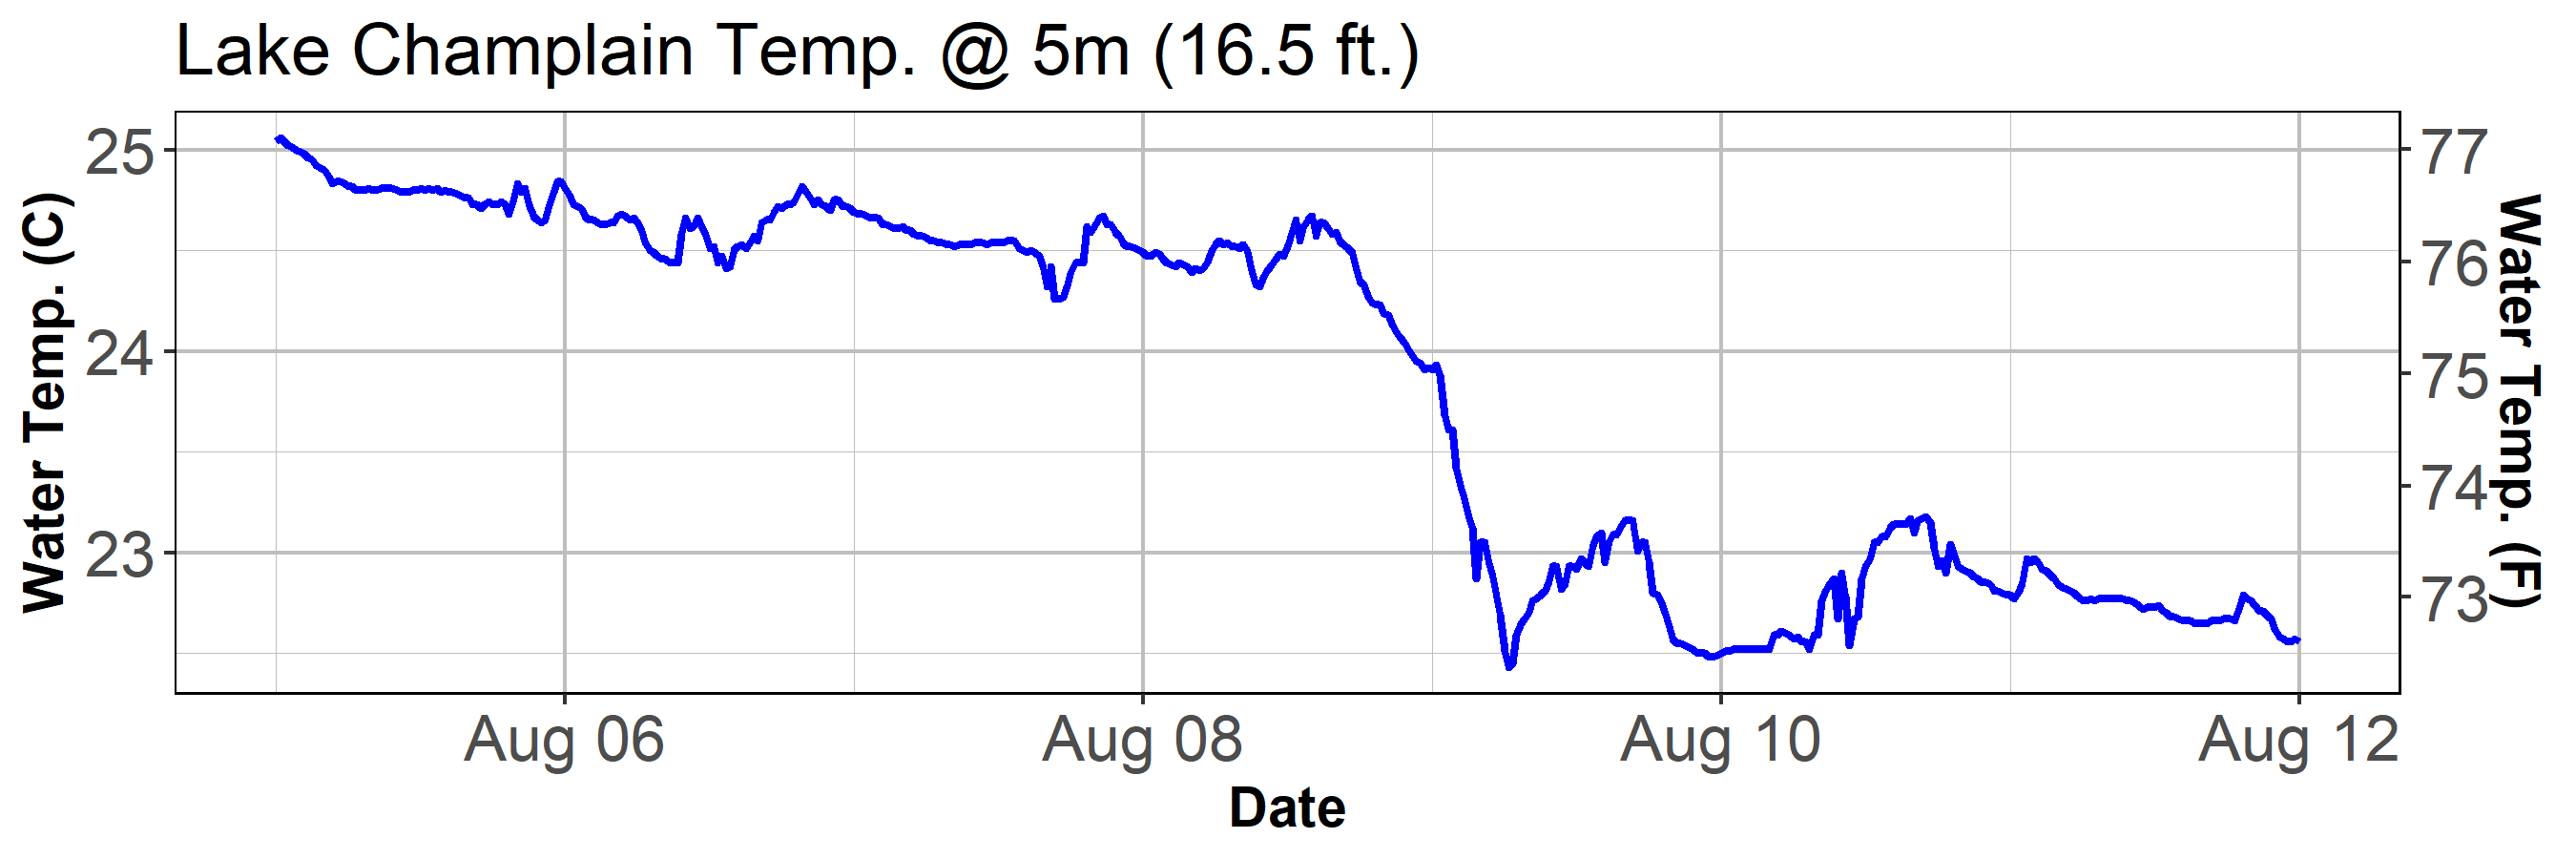 Lake Champlain Temp. @ 5m (16.5 ft.)
Water Temp. (C)
25
24
23
77
76
75
74
73
Water Temp. (F)
Aug 06
Aug 08
Aug 10
Aug 12
Date